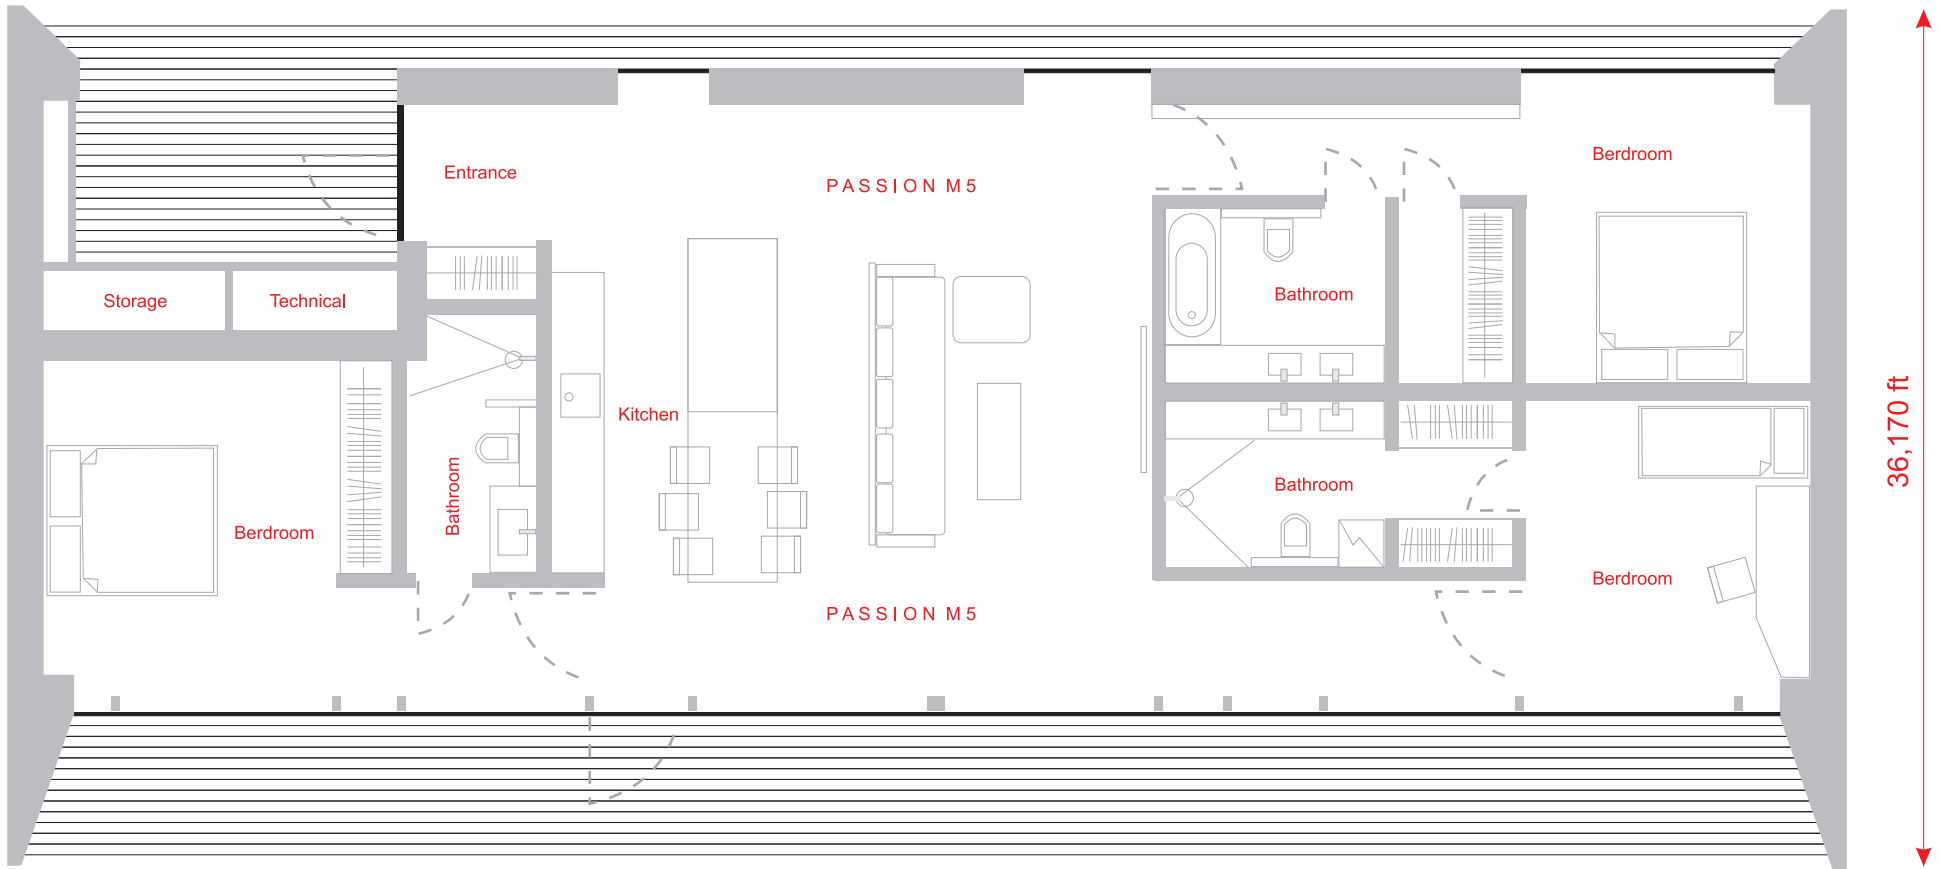 Berdroom
Entrance
PASSION M5
Bathroom
Storage
Technical
Kitchen
36,170 ft
Bathroom
Bathroom
Berdroom
Berdroom
PASSION M5